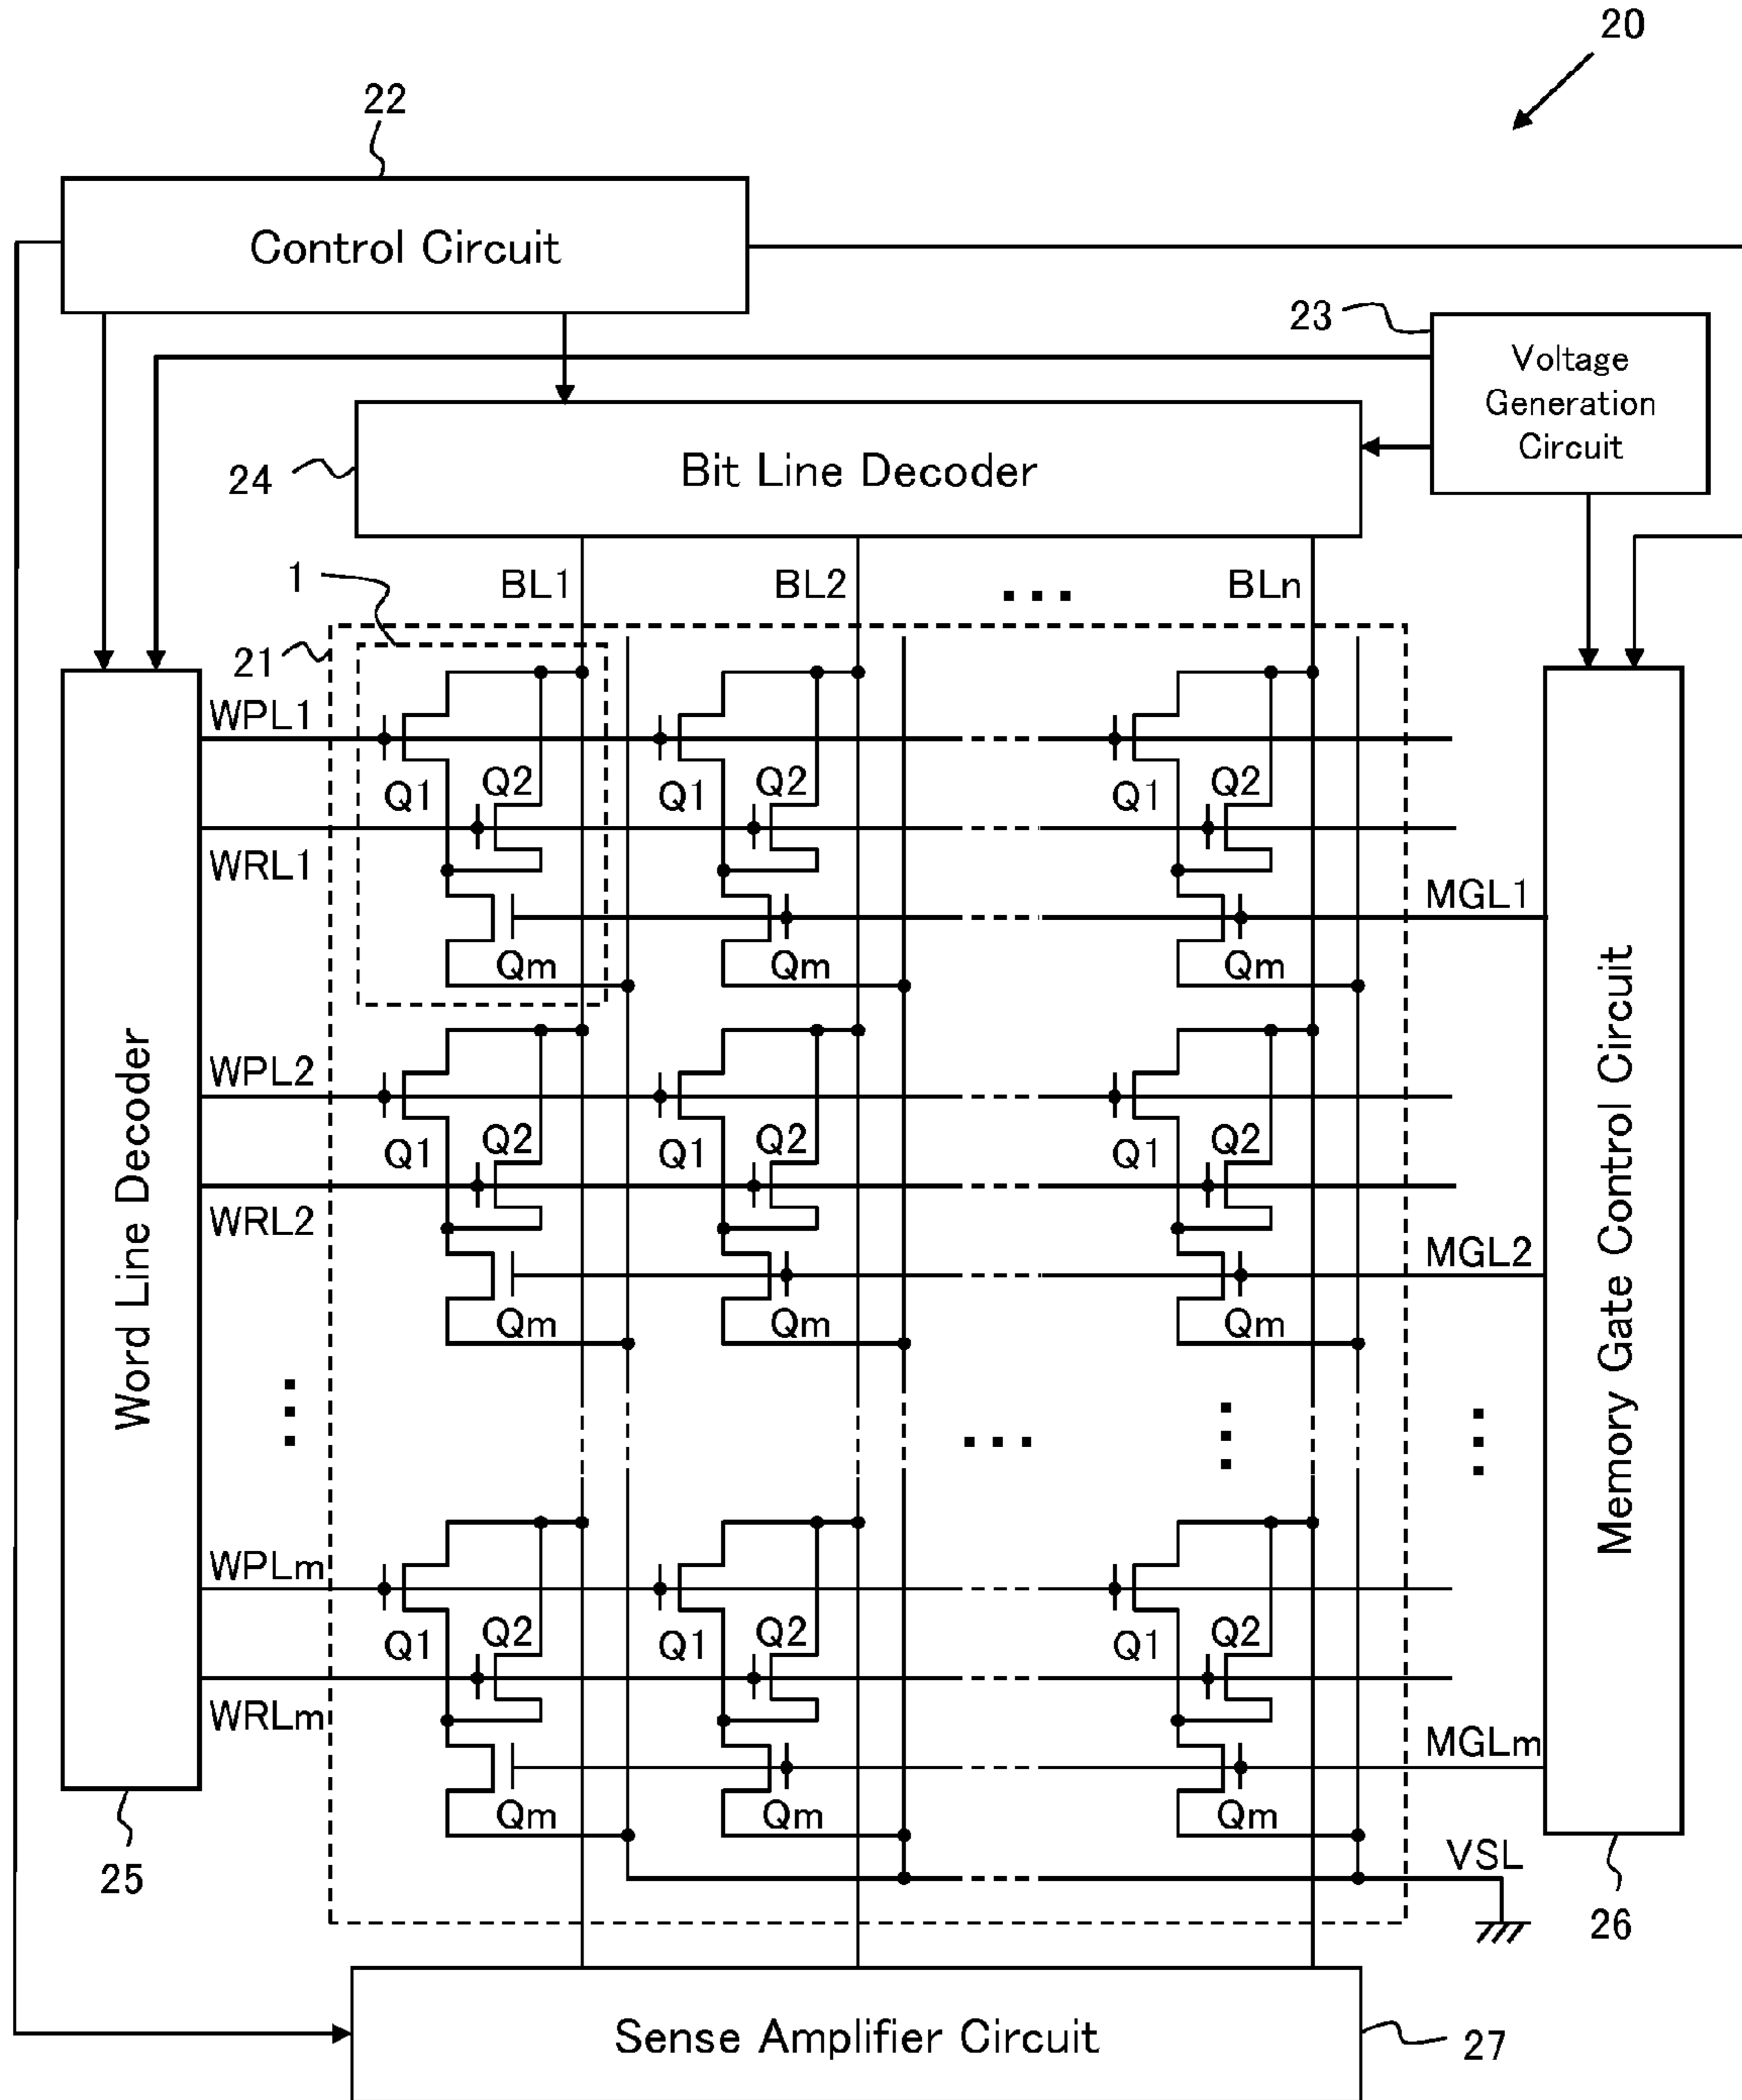 20
22
Control Circuit
23
Voltage
Generation
Circuit
24
Bit Line Decoder
1
BL1
BL2
...
BLn
21
WPL1
Q1
Q2
Q1
Q2
Q1
Q2
WRL1
MGL1
Qm
Qm
Qm
Word Line Decoder
Memory Gate Control Circuit
WPL2
Q1
Q2
Q1
Q2
Q1
Q2
WRL2
MGL2
Qm
Qm
Qm
...
WPLm
Q1
Q2
Q1
Q2
Q1
Q2
WRLm
MGLm
Qm
Qm
Qm
25
VSL
26
Sense Amplifier Circuit
27